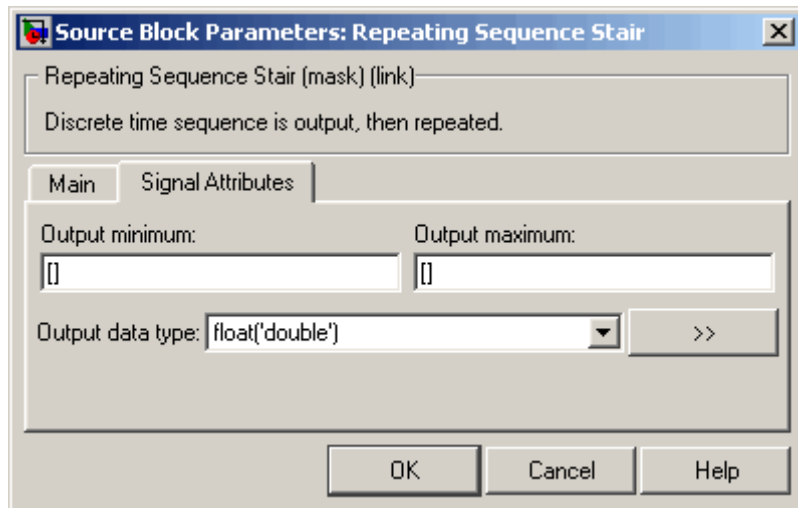 Source Block Parameters: Repeating Sequence Stair
Repeating Sequence Stair (mask) (link)
Discrete time sequence is output, then repeated.
Main Signal Attributes
Output minimum: Output maximum:
[] []
Output data type: float('double') >>
OK Cancel Help